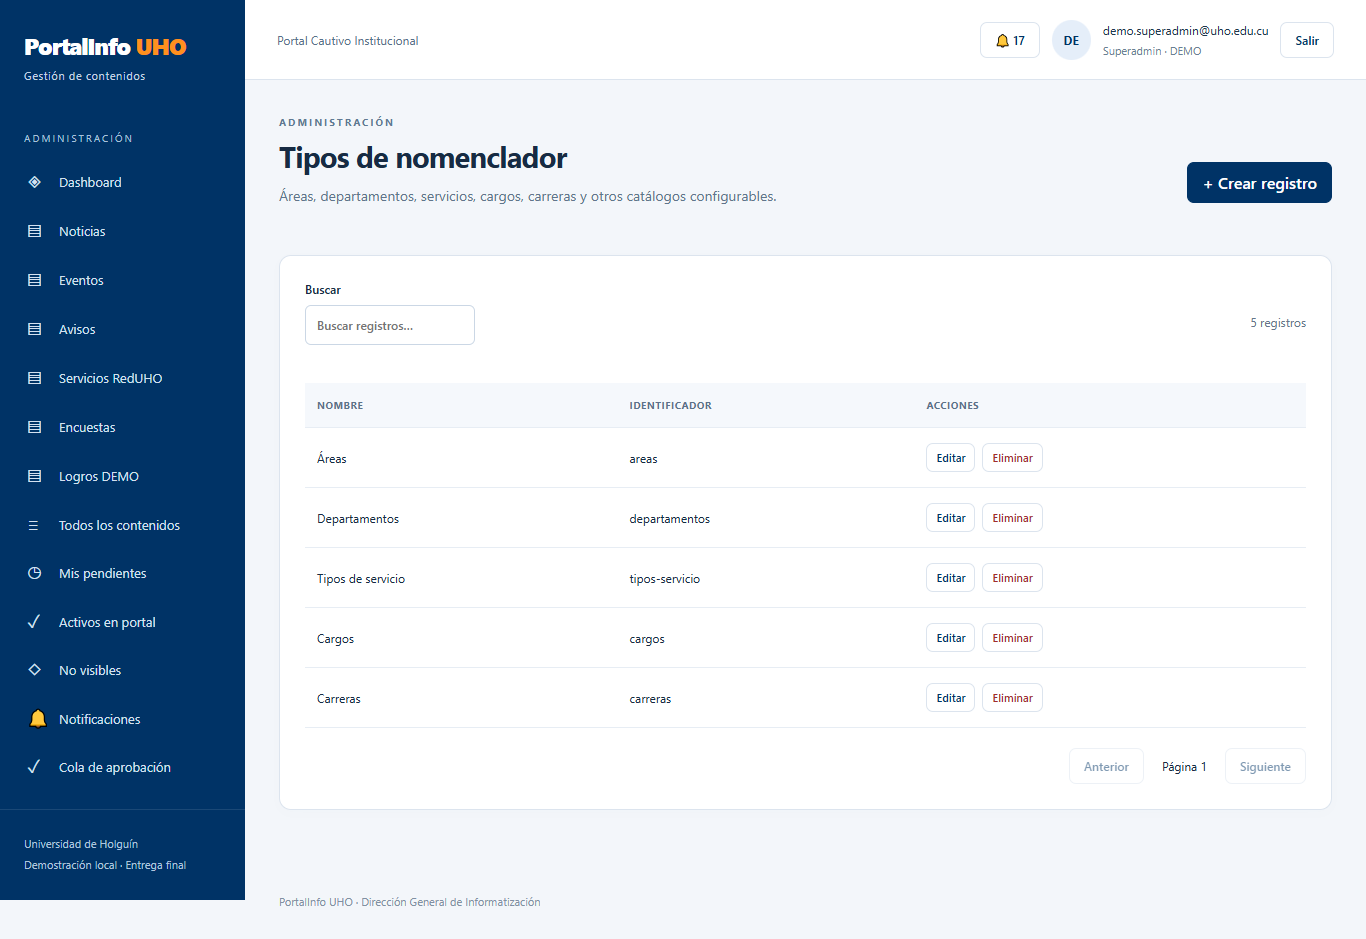 PortalInfo UHO
Gestión de contenidos
ADMINISTRACIÓN
Dashboard
Noticias
Eventos
Avisos
Servicios RedUHO
Encuestas
Logros DEMO
Todos los contenidos
Mis pendientes
Activos en portal
No visibles
Notificaciones
Cola de aprobación
Universidad de Holguín
Demostración local · Entrega final
Portal Cautivo Institucional
17
DE
demo.superadmin@uho.edu.cu
Superadmin · DEMO
Salir
ADMINISTRACIÓN
Tipos de nomenclador
Áreas, departamentos, servicios, cargos, carreras y otros catálogos configurables.
+ Crear registro
Buscar
Buscar registros...
5 registros
NOMBRE IDENTIFICADOR ACCIONES
Áreas areas Editar Eliminar
Departamentos departamentos Editar Eliminar
Tipos de servicio tipos-servicio Editar Eliminar
Cargos cargos Editar Eliminar
Carreras carreras Editar Eliminar
Anterior Página 1 Siguiente
PortalInfo UHO · Dirección General de Informatización